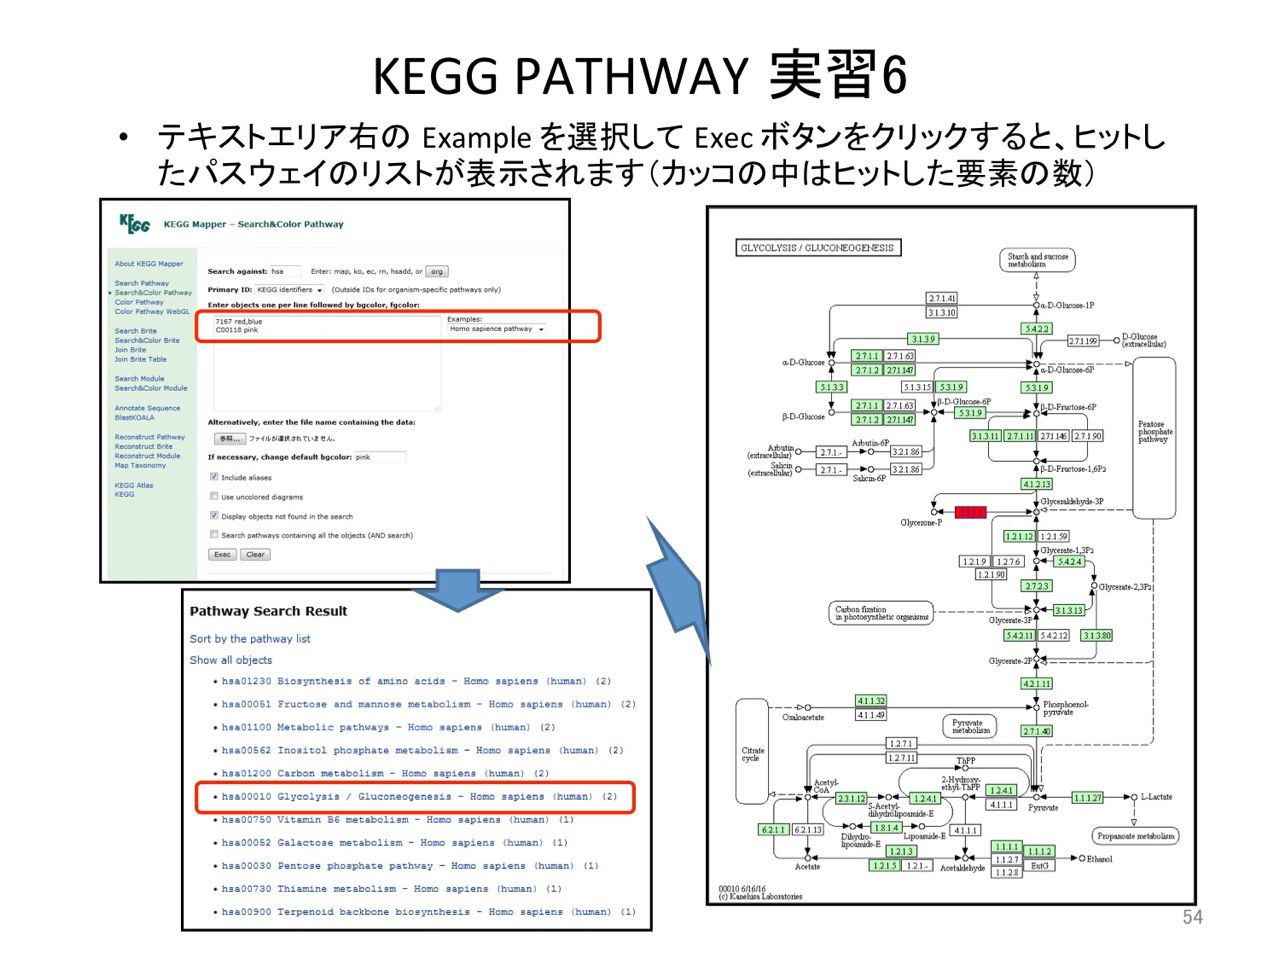 KEGG PATHWAY 実習6
• テキストエリア右の Example を選択して Exec ボタンをクリックすると、ヒットし
たパスウェイのリストが表示されます（カッコの中はヒットした要素の数）
KEGG
KEGG Mapper – Search&Color Pathway
About KEGG Mapper
Search Pathway
Search&Color Pathway
Color Pathway
Color Pathway WebGL
Search Brite
Search&Color Brite
Join Brite
Join Brite Table
Search Module
Search&Color Module
Annotate Sequence
BlastKOALA
Reconstruct Pathway
Reconstruct Brite
Reconstruct Module
Map Taxonomy
KEGG Atlas
KEGG
Search against: hsa Enter: map, ko, ec, rn, hsadd, or org
Primary ID: KEGG identifiers (Outside IDs for organism-specific pathways only)
Enter objects one per line followed by bgcolor, fgcolor:
7167 red,blue
C00118 pink
Examples:
Homo sapience pathway
Alternatively, enter the file name containing the data:
参照... ファイルが選択されていません。
If necessary, change default bgcolor: pink
Include aliases
Use uncolored diagrams
Display objects not found in the search
Search pathways containing all the objects (AND search)
Exec Clear
Pathway Search Result
Sort by the pathway list
Show all objects
• hsa01230 Biosynthesis of amino acids - Homo sapiens (human) (2)
• hsa00051 Fructose and mannose metabolism - Homo sapiens (human) (2)
• hsa01100 Metabolic pathways - Homo sapiens (human) (2)
• hsa00562 Inositol phosphate metabolism - Homo sapiens (human) (2)
• hsa01200 Carbon metabolism - Homo sapiens (human) (2)
• hsa00010 Glycolysis / Gluconeogenesis - Homo sapiens (human) (2)
• hsa00750 Vitamin B6 metabolism - Homo sapiens (human) (1)
• hsa00052 Galactose metabolism - Homo sapiens (human) (1)
• hsa00030 Pentose phosphate pathway - Homo sapiens (human) (1)
• hsa00730 Thiamine metabolism - Homo sapiens (human) (1)
• hsa00900 Terpenoid backbone biosynthesis - Homo sapiens (human) (1)
GLYCOLYSIS / GLUCONEOGENESIS
Starch and sucrose
metabolism
2.7.1.41
3.1.3.10
α-D-Glucose-1P
5.4.2.2
3.1.3.9
2.7.1.199
D-Glucose
(extracellular)
α-D-Glucose
2.7.1.1 2.7.1.63
2.7.1.2 2.7.1.147
α-D-Glucose-6P
5.1.3.3
5.1.3.15 5.3.1.9
5.3.1.9
β-D-Glucose
2.7.1.1 2.7.1.63
2.7.1.2 2.7.1.147
β-D-Glucose-6P
5.3.1.9
β-D-Fructose-6P
Pentose
phosphate
pathway
3.1.3.11 2.7.1.11 2.7.1.146 2.7.1.90
Arbutin
(extracellular)
2.7.1.-
Arbutin-6P
3.2.1.86
Salicin
(extracellular)
2.7.1.-
Salicin-6P
3.2.1.86
β-D-Fructose-1,6P2
4.1.2.13
Glyceraldehyde-3P
Glycerone-P
1.2.1.12 1.2.1.59
1.2.1.9 1.2.7.6
1.2.1.90
Glycerate-1,3P2
5.4.2.4
2.7.2.3
Glycerate-2,3P2
Carbon fixation
in photosynthetic organisms
3.1.3.13
Glycerate-3P
5.4.2.11 5.4.2.12
3.1.3.80
Glycerate-2P
4.2.1.11
4.1.1.32
4.1.1.49
Oxaloacetate
Phosphoenol-
pyruvate
Pyruvate
metabolism
2.7.1.40
Citrate
cycle
1.2.7.1
1.2.7.11
ThPP
Acetyl-
CoA
2.3.1.12
S-Acetyl-
dihydrolipoamide-E
1.2.4.1
2-Hydroxy-
ethyl-ThPP
1.2.4.1
4.1.1.1
Pyruvate
1.1.1.27
L-Lactate
6.2.1.1 6.2.1.13
Dihydro-
lipoamide-E
1.8.1.4
Lipoamide-E
4.1.1.1
Propanoate metabolism
1.2.1.3
1.2.1.5 1.2.1.-
Acetate
Acetaldehyde
1.1.1.1 1.1.1.2
1.1.2.7 EutG
1.1.2.8
Ethanol
00010 6/16/16
(c) Kanehisa Laboratories
54